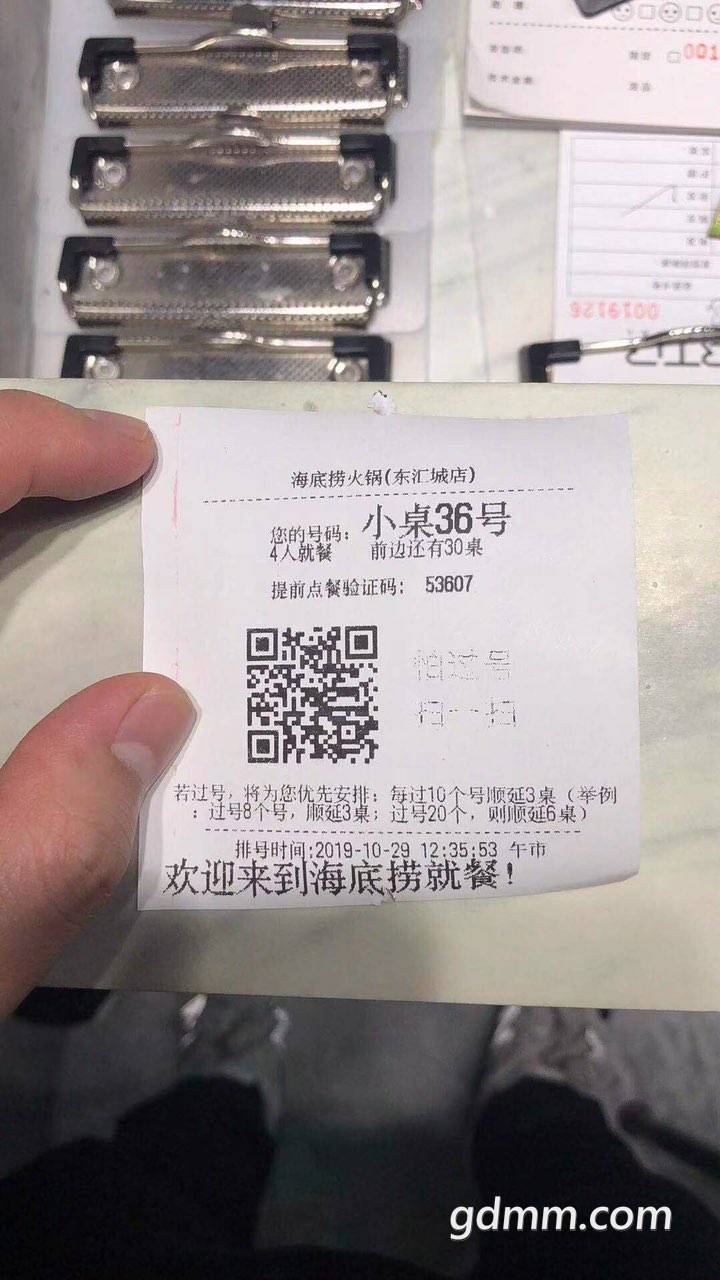 001
0019126
海底捞火锅(东汇城店)
您的号码：小桌36号
4人就餐 前边还有30桌
提前点餐验证码： 53607
怕过号
扫一扫
若过号，将为您优先安排；每过10个号顺延3桌（举例
：过号8个号，顺延3桌；过号20个，则顺延6桌）
排号时间:2019-10-29 12:35:53 午市
欢迎来到海底捞就餐！
gdmm.com